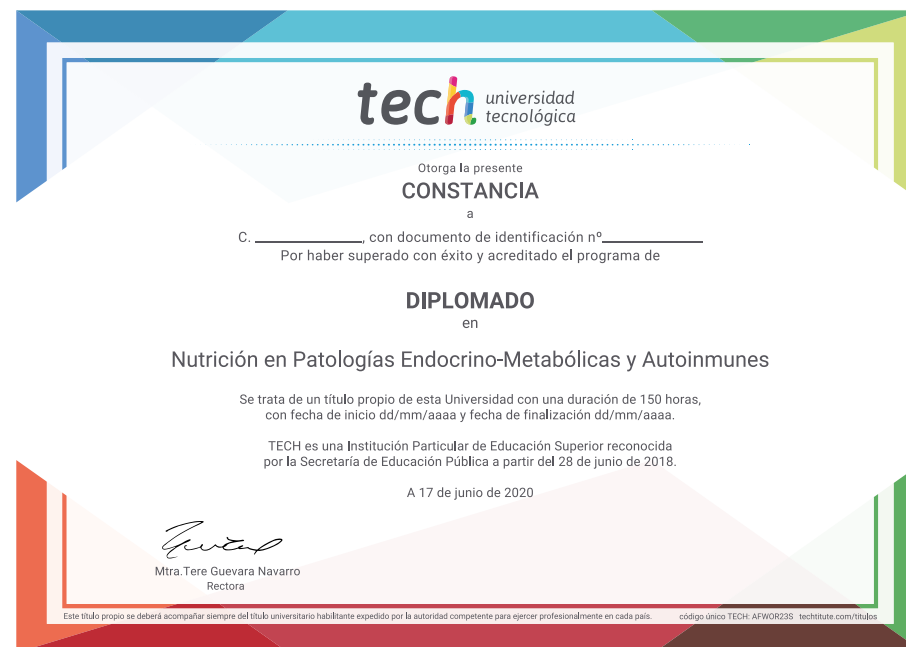 tech universidad
tecnológica
Otorga la presente
CONSTANCIA
a
C. ____________, con documento de identificación nº____________
Por haber superado con éxito y acreditado el programa de
DIPLOMADO
en
Nutrición en Patologías Endocrino-Metabólicas y Autoinmunes
Se trata de un título propio de esta Universidad con una duración de 150 horas,
con fecha de inicio dd/mm/aaaa y fecha de finalización dd/mm/aaaa.
TECH es una Institución Particular de Educación Superior reconocida
por la Secretaría de Educación Pública a partir del 28 de junio de 2018.
A 17 de junio de 2020
Mtra.Tere Guevara Navarro
Rectora
Este título propio se deberá acompañar siempre del título universitario habilitante expedido por la autoridad competente para ejercer profesionalmente en cada país. código único TECH: AFWOR23S techtitute.com/titulos